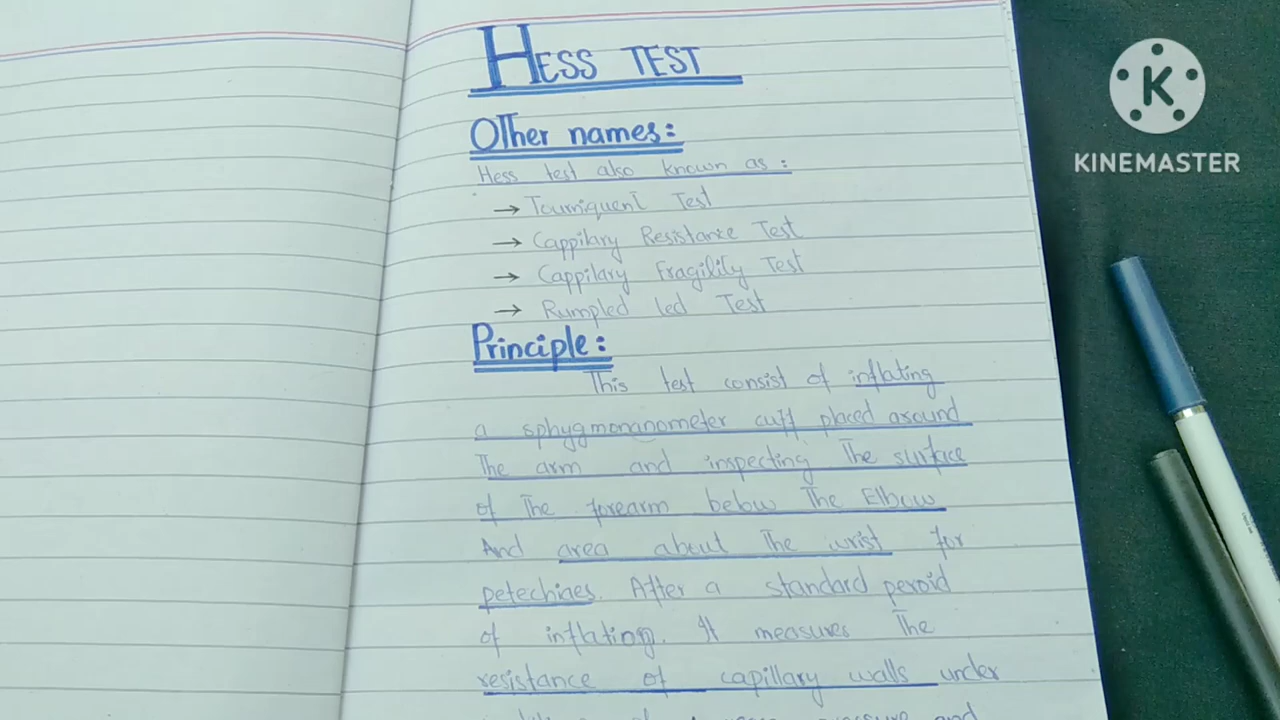 HESS TEST
Other names:
Hess test also known as:
→ Tourniquent Test
→ Cappilary Resistance Test
→ Cappilary Fragility Test
→ Rumpled led Test
Principle:
This test consist of inflating
a sphygmonanometer cuff placed around
The arm and inspecting The surface
of The forearm below The Elbow
And area about The wrist for
petechiaes. After a standard peroid
of inflating. It measures The
resistance of capillary walls under
K
KINEMASTER